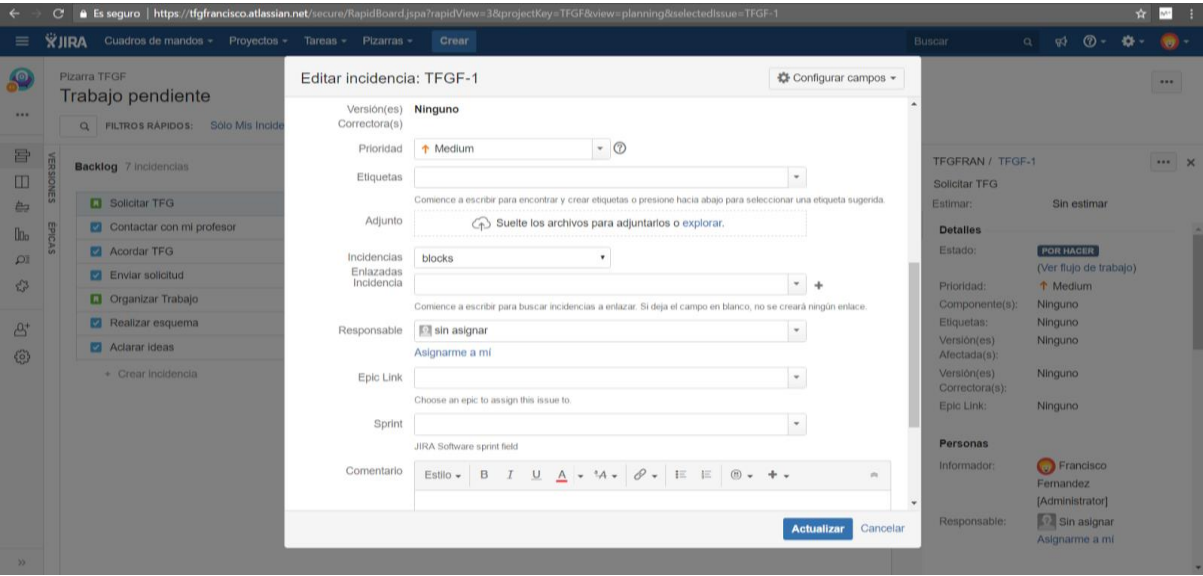 Es seguro | https://tfgfrancisco.atlassian.net/secure/RapidBoard.jspa?rapidView=3&projectKey=TFGF&view=planning&selectedIssue=TFGF-1
JIRA Cuadros de mandos Proyectos Tareas Pizarras Crear Buscar
Pizarra TFGF
Trabajo pendiente
FILTROS RÁPIDOS: Sólo Mis Incide
VERSIONES
ÉPICAS
Backlog 7 incidencias
Solicitar TFG
Contactar con mi profesor
Acordar TFG
Enviar solicitud
Organizar Trabajo
Realizar esquema
Aclarar ideas
+ Crear incidencia
Editar incidencia: TFGF-1
Configurar campos
Versión(es) Ninguno
Correctora(s)
Prioridad Medium
Etiquetas
Comience a escribir para encontrar y crear etiquetas o presione hacia abajo para seleccionar una etiqueta sugerida.
Adjunto Suelte los archivos para adjuntarlos o explorar.
Incidencias blocks
Enlazadas
Incidencia
Comience a escribir para buscar incidencias a enlazar. Si deja el campo en blanco, no se creará ningún enlace.
Responsable sin asignar
Asignarme a mí
Epic Link
Choose an epic to assign this issue to.
Sprint
JIRA Software sprint field
Comentario Estilo B I U A
Actualizar Cancelar
TFGFRAN / TFGF-1
Solicitar TFG
Estimar: Sin estimar
Detalles
Estado: POR HACER
(Ver flujo de trabajo)
Prioridad: Medium
Componente(s): Ninguno
Etiquetas: Ninguno
Versión(es) Ninguno
Afectada(s):
Versión(es) Ninguno
Correctora(s):
Epic Link: Ninguno
Personas
Informador: Francisco
Fernandez
[Administrator]
Responsable: Sin asignar
Asignarme a mí